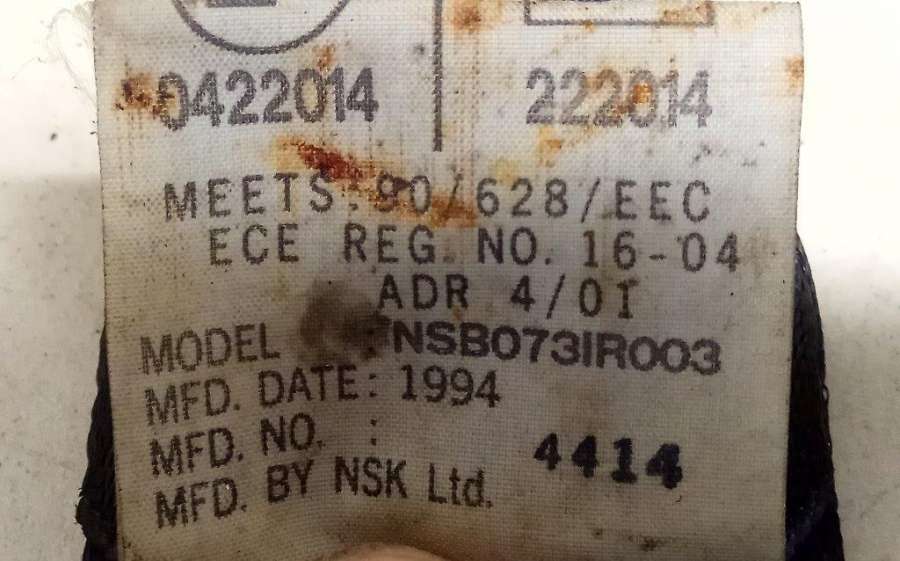 0422014
222014
MEETS: 90/628/EEC
ECE REG. NO. 16-04
ADR 4/01
MODEL : NSB073IR003
MFD. DATE: 1994
MFD. NO. : 4414
MFD. BY NSK Ltd.